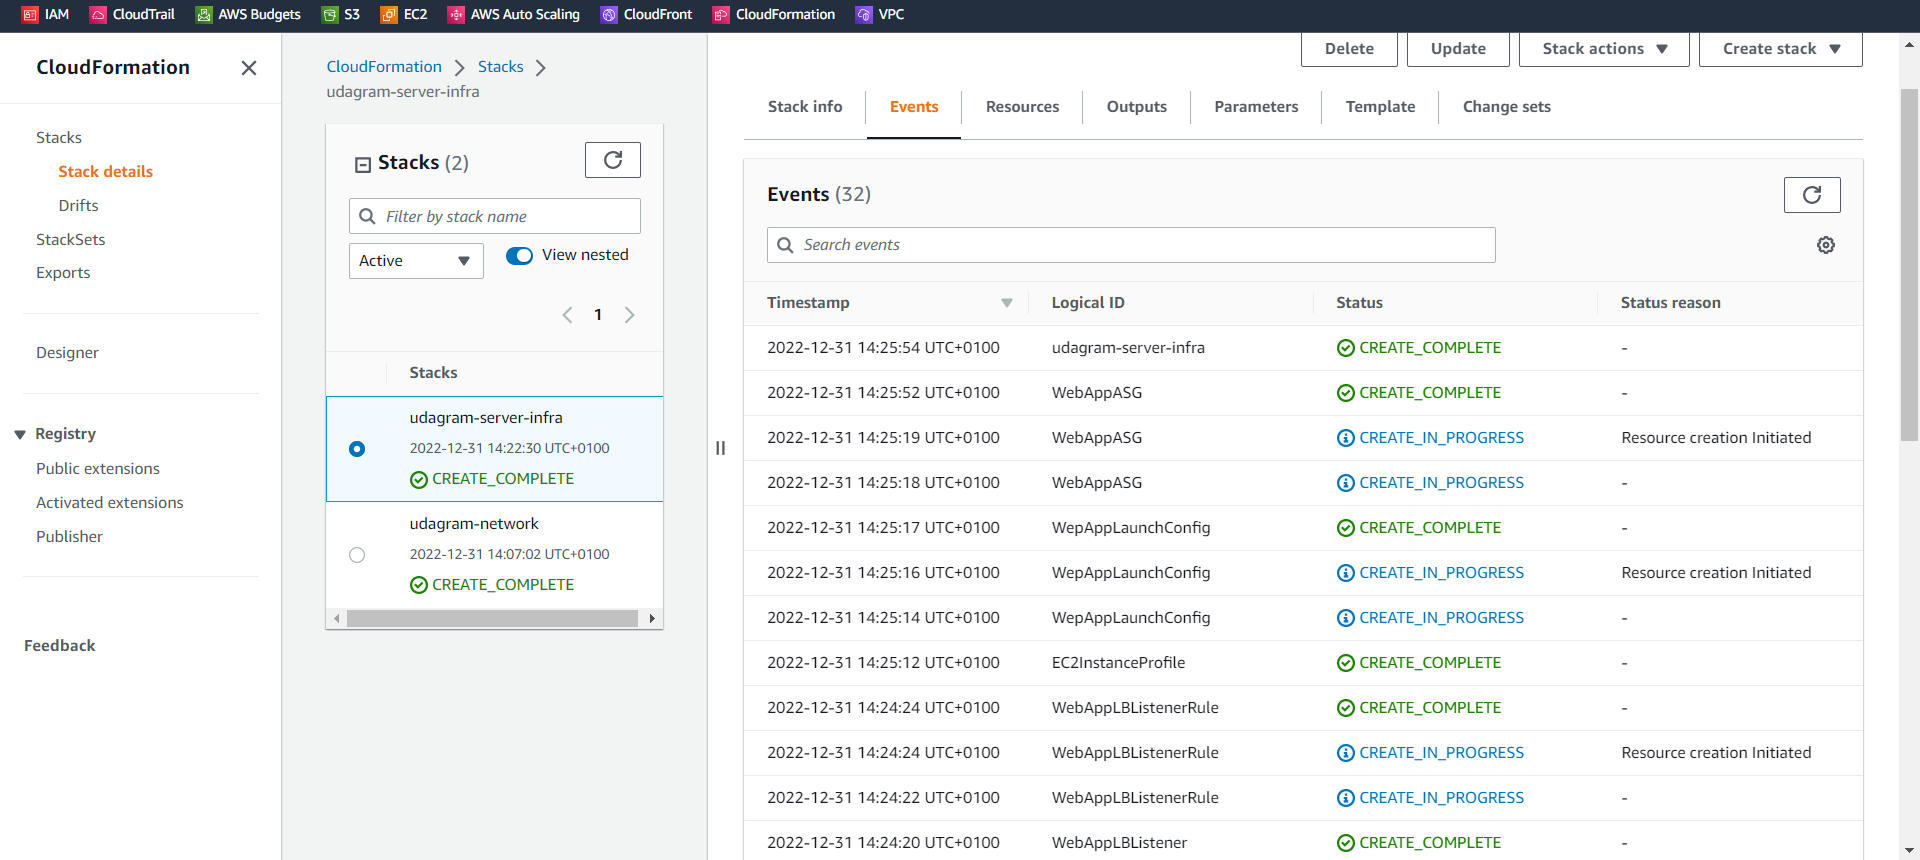 IAM CloudTrail AWS Budgets S3 EC2 AWS Auto Scaling CloudFront CloudFormation VPC
CloudFormation
Stacks
Stack details
Drifts
StackSets
Exports
Designer
Registry
Public extensions
Activated extensions
Publisher
Feedback
CloudFormation Stacks
udagram-server-infra
Stacks (2)
Filter by stack name
Active View nested
1
Stacks
udagram-server-infra
2022-12-31 14:22:30 UTC+0100
CREATE_COMPLETE
udagram-network
2022-12-31 14:07:02 UTC+0100
CREATE_COMPLETE
Delete Update Stack actions Create stack
Stack info Events Resources Outputs Parameters Template Change sets
Events (32)
Search events
Timestamp Logical ID Status Status reason
2022-12-31 14:25:54 UTC+0100 udagram-server-infra CREATE_COMPLETE -
2022-12-31 14:25:52 UTC+0100 WebAppASG CREATE_COMPLETE -
2022-12-31 14:25:19 UTC+0100 WebAppASG CREATE_IN_PROGRESS Resource creation Initiated
2022-12-31 14:25:18 UTC+0100 WebAppASG CREATE_IN_PROGRESS -
2022-12-31 14:25:17 UTC+0100 WepAppLaunchConfig CREATE_COMPLETE -
2022-12-31 14:25:16 UTC+0100 WepAppLaunchConfig CREATE_IN_PROGRESS Resource creation Initiated
2022-12-31 14:25:14 UTC+0100 WepAppLaunchConfig CREATE_IN_PROGRESS -
2022-12-31 14:25:12 UTC+0100 EC2InstanceProfile CREATE_COMPLETE -
2022-12-31 14:24:24 UTC+0100 WebAppLBListenerRule CREATE_COMPLETE -
2022-12-31 14:24:24 UTC+0100 WebAppLBListenerRule CREATE_IN_PROGRESS Resource creation Initiated
2022-12-31 14:24:22 UTC+0100 WebAppLBListenerRule CREATE_IN_PROGRESS -
2022-12-31 14:24:20 UTC+0100 WebAppLBListener CREATE_COMPLETE -